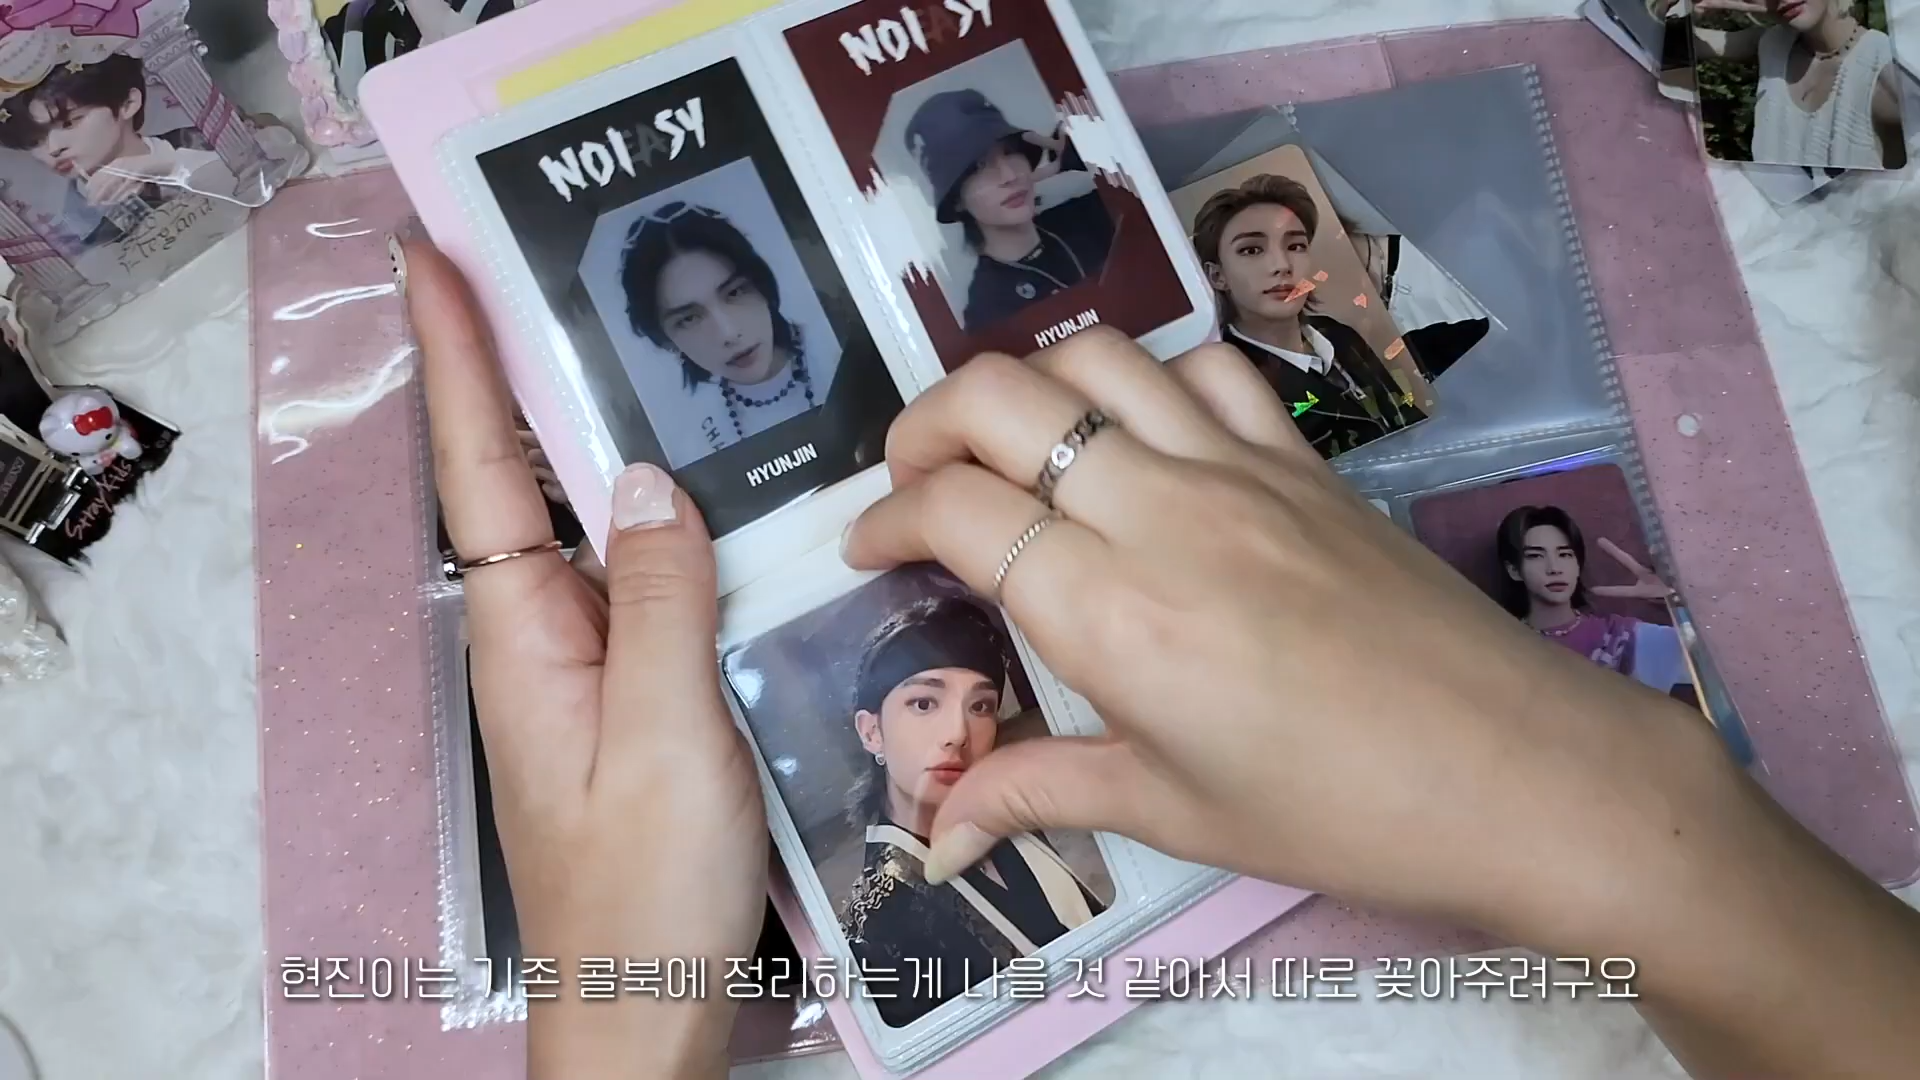 NOIEASY
NOIEASY
HYUNJIN
HYUNJIN
StrayKids
현진이는 기존 콜북에 정리하는게 나을 것 같아서 따로 꽂아주려구요